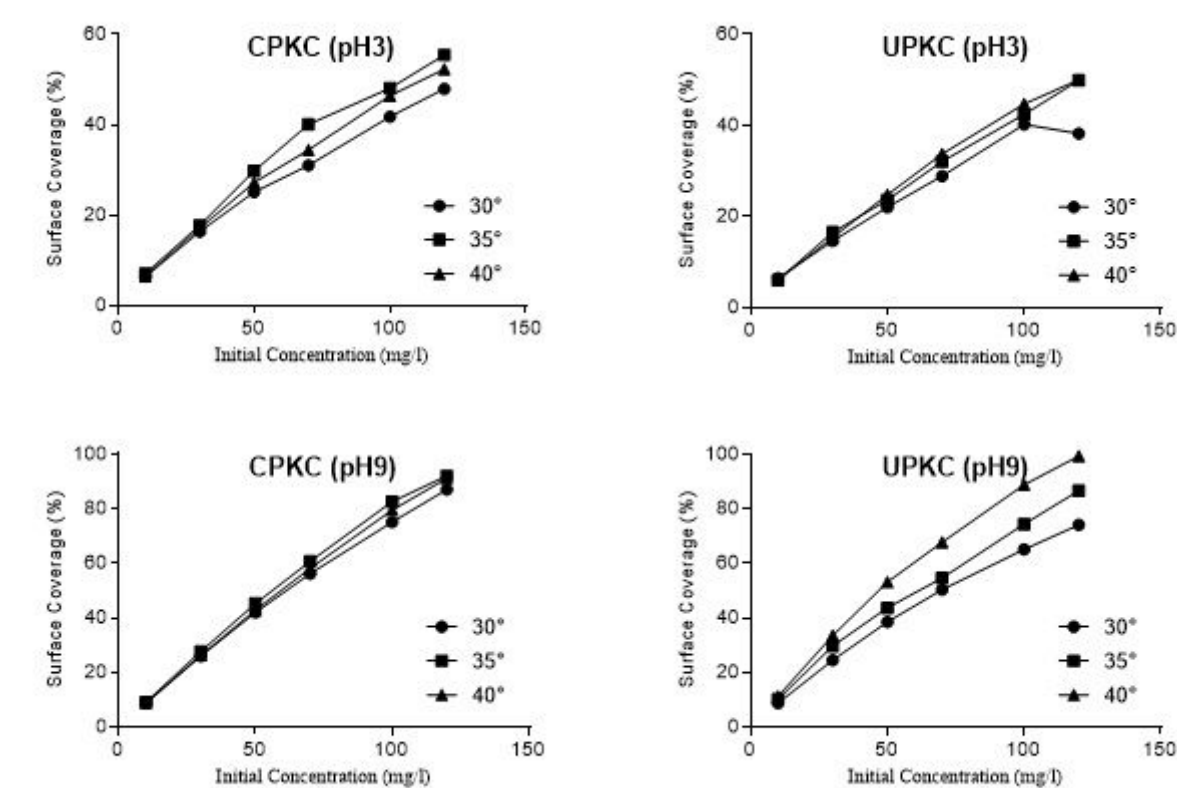 CPKC (pH3)
Surface Coverage (%)
60
40
20
0
0 50 100 150
Initial Concentration (mg/l)
30°
35°
40°
UPKC (pH3)
Surface Coverage (%)
60
40
20
0
0 50 100 150
Initial Concentration (mg/l)
30°
35°
40°
CPKC (pH9)
Surface Coverage (%)
100
80
60
40
20
0
0 50 100 150
Initial Concentration (mg/l)
30°
35°
40°
UPKC (pH9)
Surface Coverage (%)
100
80
60
40
20
0
0 50 100 150
Initial Concentration (mg/l)
30°
35°
40°